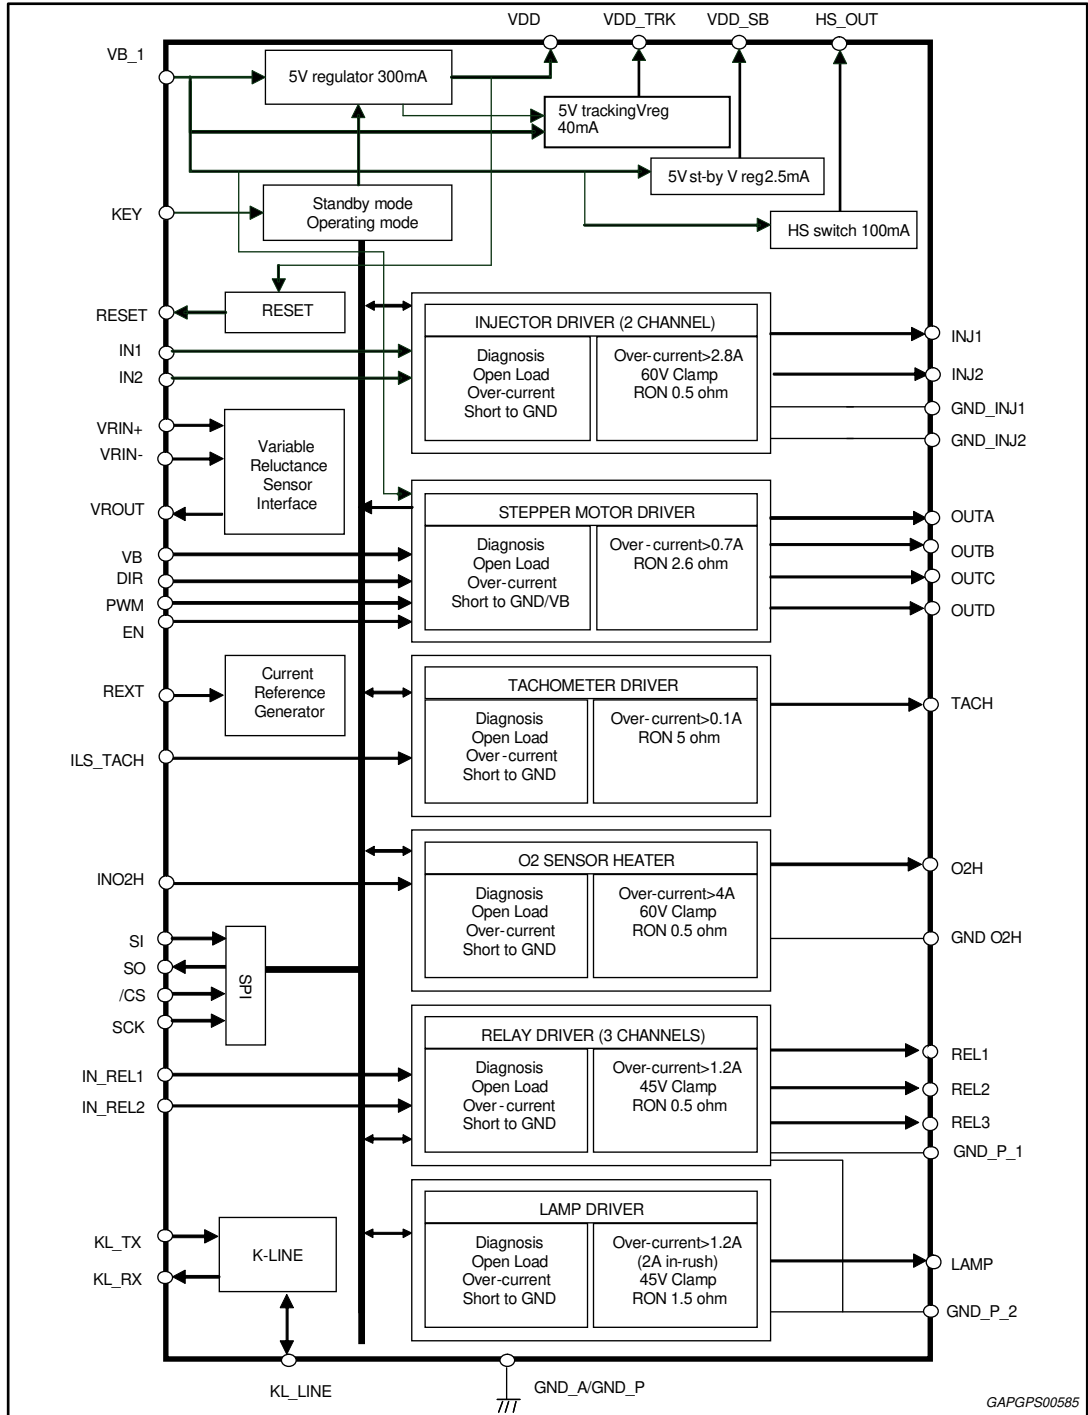 VDD
VDD_TRK
VDD_SB
HS_OUT
VB_1
5V regulator 300mA
5V trackingVreg
40mA
5V st-by V reg2.5mA
KEY
Standby mode
Operating mode
HS switch 100mA
RESET
RESET
IN1
IN2
INJECTOR DRIVER (2 CHANNEL)
Diagnosis
Open Load
Over-current
Short to GND
Over-current>2.8A
60V Clamp
RON 0.5 ohm
INJ1
INJ2
GND_INJ1
GND_INJ2
VRIN+
VRIN-
VROUT
Variable
Reluctance
Sensor
Interface
VB
DIR
PWM
EN
STEPPER MOTOR DRIVER
Diagnosis
Open Load
Over-current
Short to GND/VB
Over-current>0.7A
RON 2.6 ohm
OUTA
OUTB
OUTC
OUTD
REXT
Current
Reference
Generator
ILS_TACH
TACHOMETER DRIVER
Diagnosis
Open Load
Over-current
Short to GND
Over-current>0.1A
RON 5 ohm
TACH
INO2H
O2 SENSOR HEATER
Diagnosis
Open Load
Over-current
Short to GND
Over-current>4A
60V Clamp
RON 0.5 ohm
O2H
GND O2H
SI
SO
/CS
SCK
SPI
IN_REL1
IN_REL2
RELAY DRIVER (3 CHANNELS)
Diagnosis
Open Load
Over-current
Short to GND
Over-current>1.2A
45V Clamp
RON 0.5 ohm
REL1
REL2
REL3
GND_P_1
KL_TX
KL_RX
K-LINE
LAMP DRIVER
Diagnosis
Open Load
Over-current
Short to GND
Over-current>1.2A
(2A in-rush)
45V Clamp
RON 1.5 ohm
LAMP
GND_P_2
KL_LINE
GND_A/GND_P
GAPGPS00585